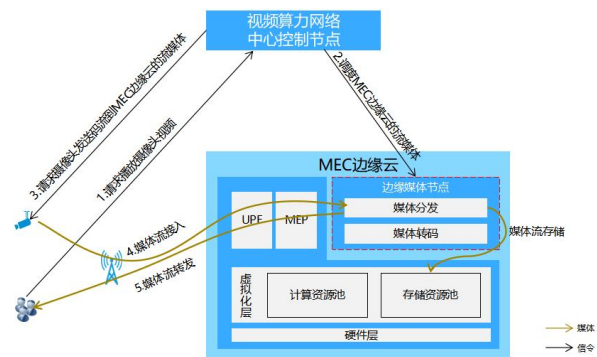 视频算力网络
中心控制节点
3.请求摄像头发送码流到MEC边缘云的流媒体
1.请求播放摄像头视频
2.调度MEC边缘云的流媒体
MEC边缘云
边缘媒体节点
媒体分发
媒体转码
UPF
MEP
媒体流存储
4.媒体流接入
5.媒体流转发
虚拟化层
计算资源池
存储资源池
硬件层
媒体
信令